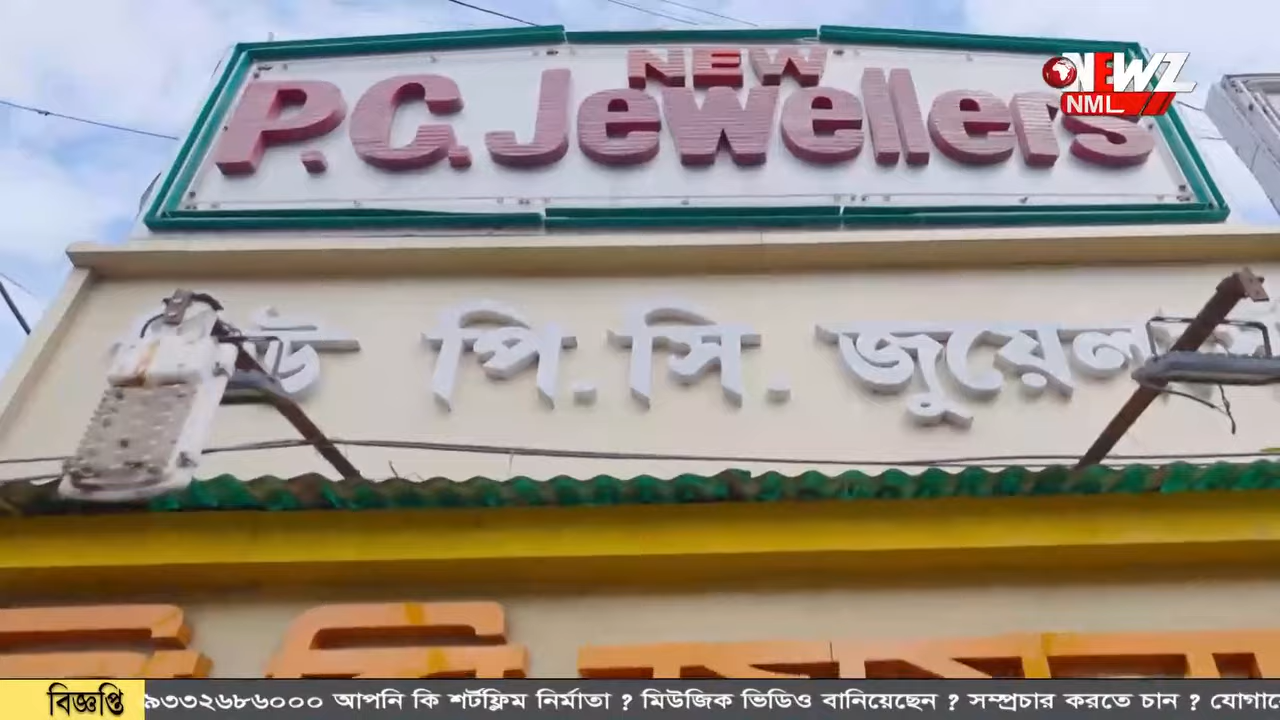 NEW
P.C. Jewellers
NEWZ
NML
পি. সি. জুয়েল
বিজ্ঞপ্তি
৯৩৩২৬৮৬০০০ আপনি কি শর্টফ্লিম নির্মাতা ? মিউজিক ভিডিও বানিয়েছেন ? সম্প্রচার করতে চান ?